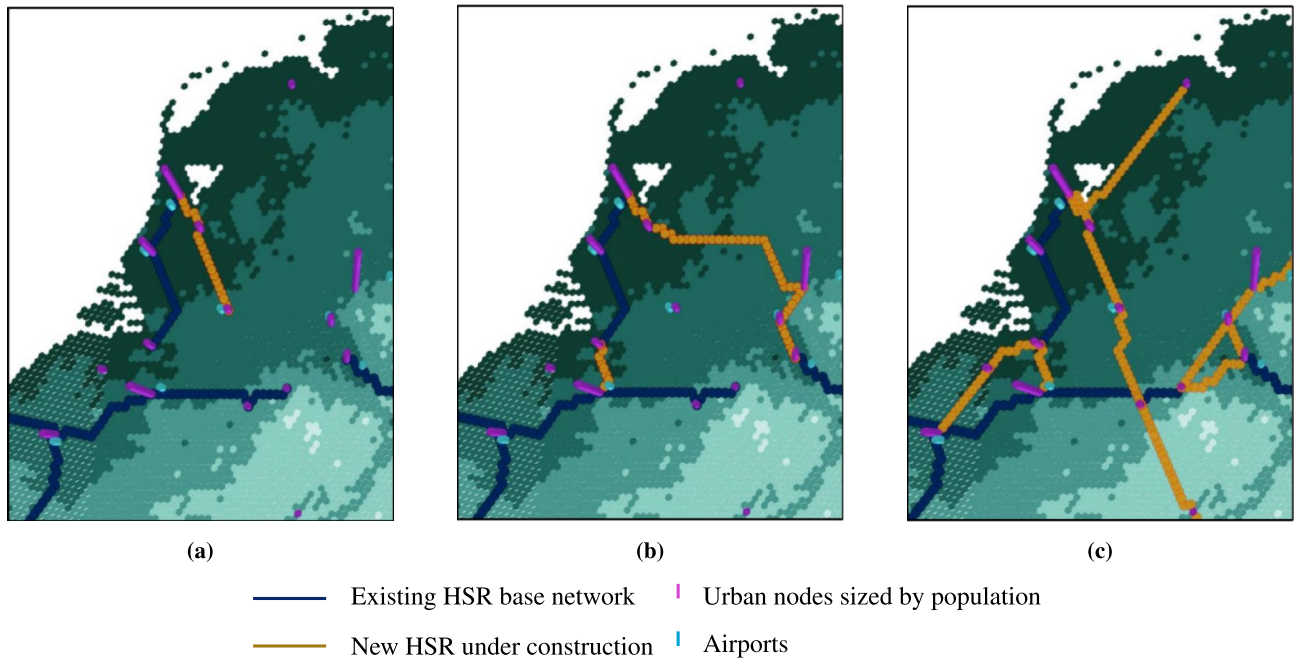 (a) (b) (c)
Existing HSR base network Urban nodes sized by population
New HSR under construction Airports